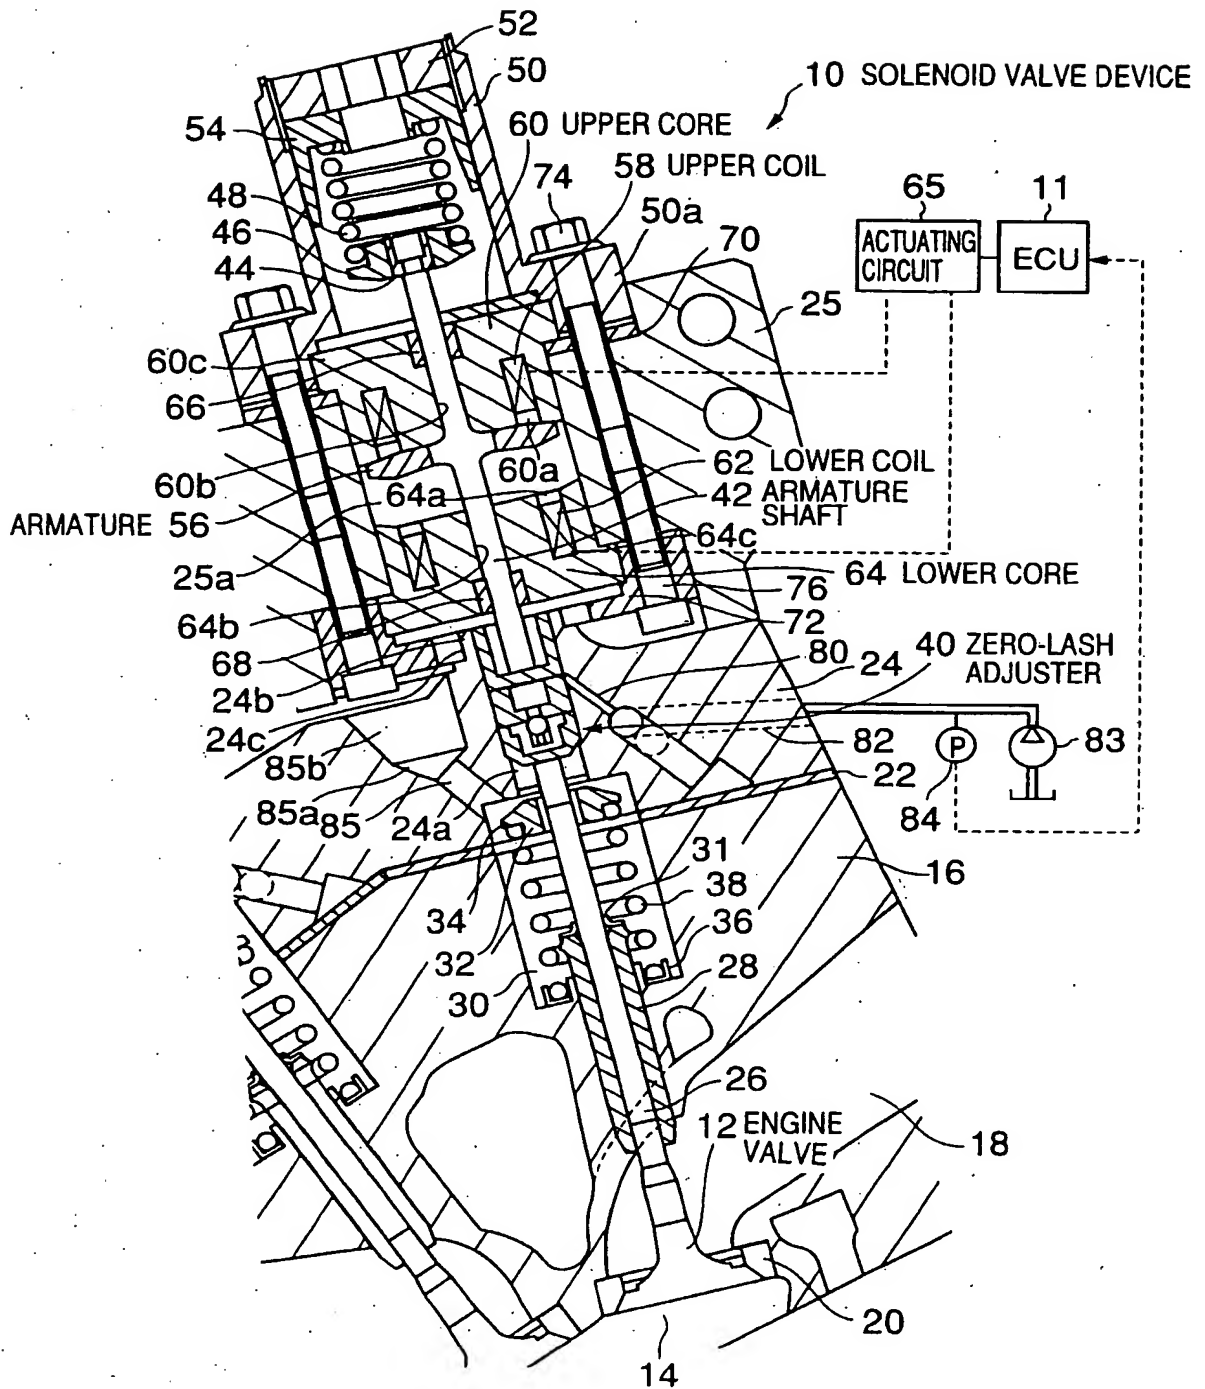 52
10 SOLENOID VALVE DEVICE
50
54
60 UPPER CORE
58 UPPER COIL
74
65
11
48
50a
46
70
ACTUATING
CIRCUIT
ECU
44
25
60c
66
60a
62 LOWER COIL
60b
64a
42 ARMATURE
SHAFT
ARMATURE 56
64c
25a
64 LOWER CORE
76
64b
72
68
80
24
40 ZERO-LASH
ADJUSTER
24b
24c
82
P
83
85b
22
85a
85
24a
84
31
16
34
38
36
32
28
30
26
12 ENGINE
VALVE
18
20
14